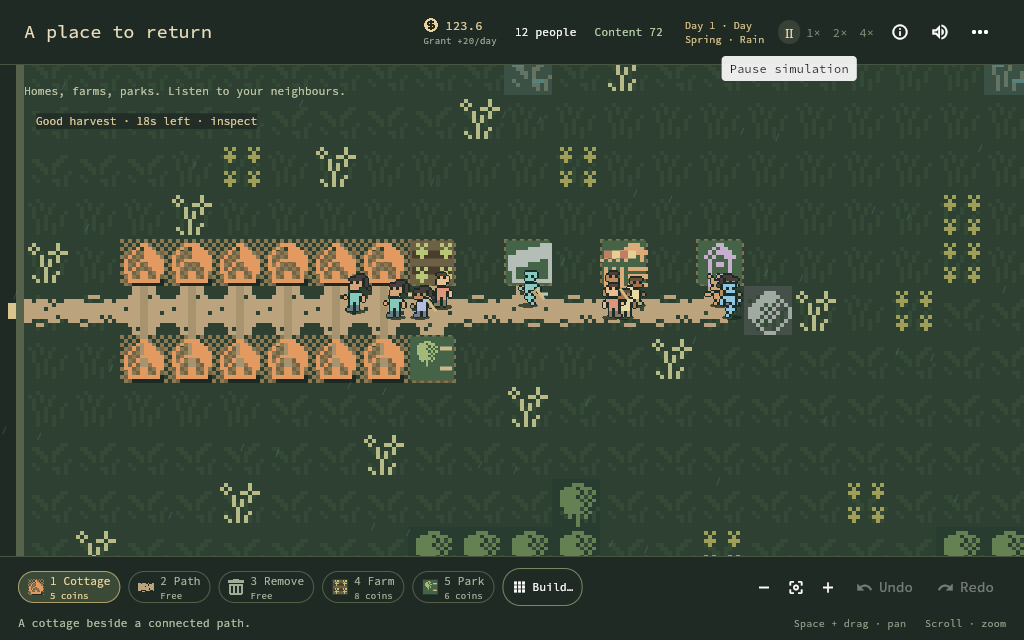 A place to return
123.6
Grant +20/day
12 people
Content 72
Day 1 · Day
Spring · Rain
1×
2×
4×
Pause simulation
Homes, farms, parks. Listen to your neighbours.
Good harvest · 18s left · inspect
1 Cottage
5 coins
2 Path
Free
3 Remove
Free
4 Farm
8 coins
5 Park
6 coins
Build…
Undo
Redo
A cottage beside a connected path.
Space + drag · pan
Scroll · zoom